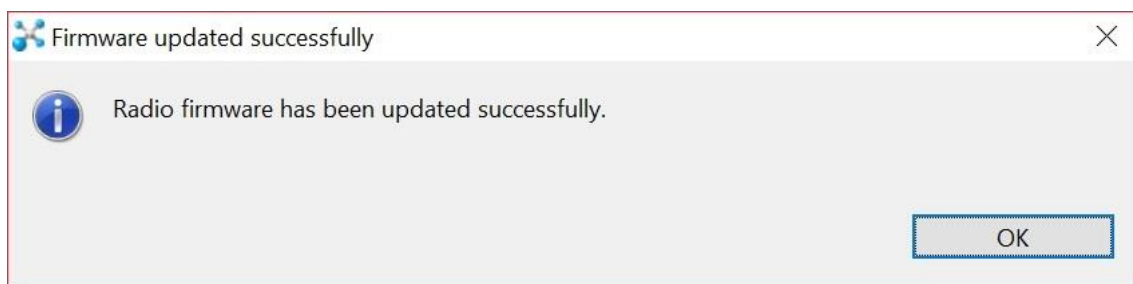 Firmware updated successfully
Radio firmware has been updated successfully.
OK